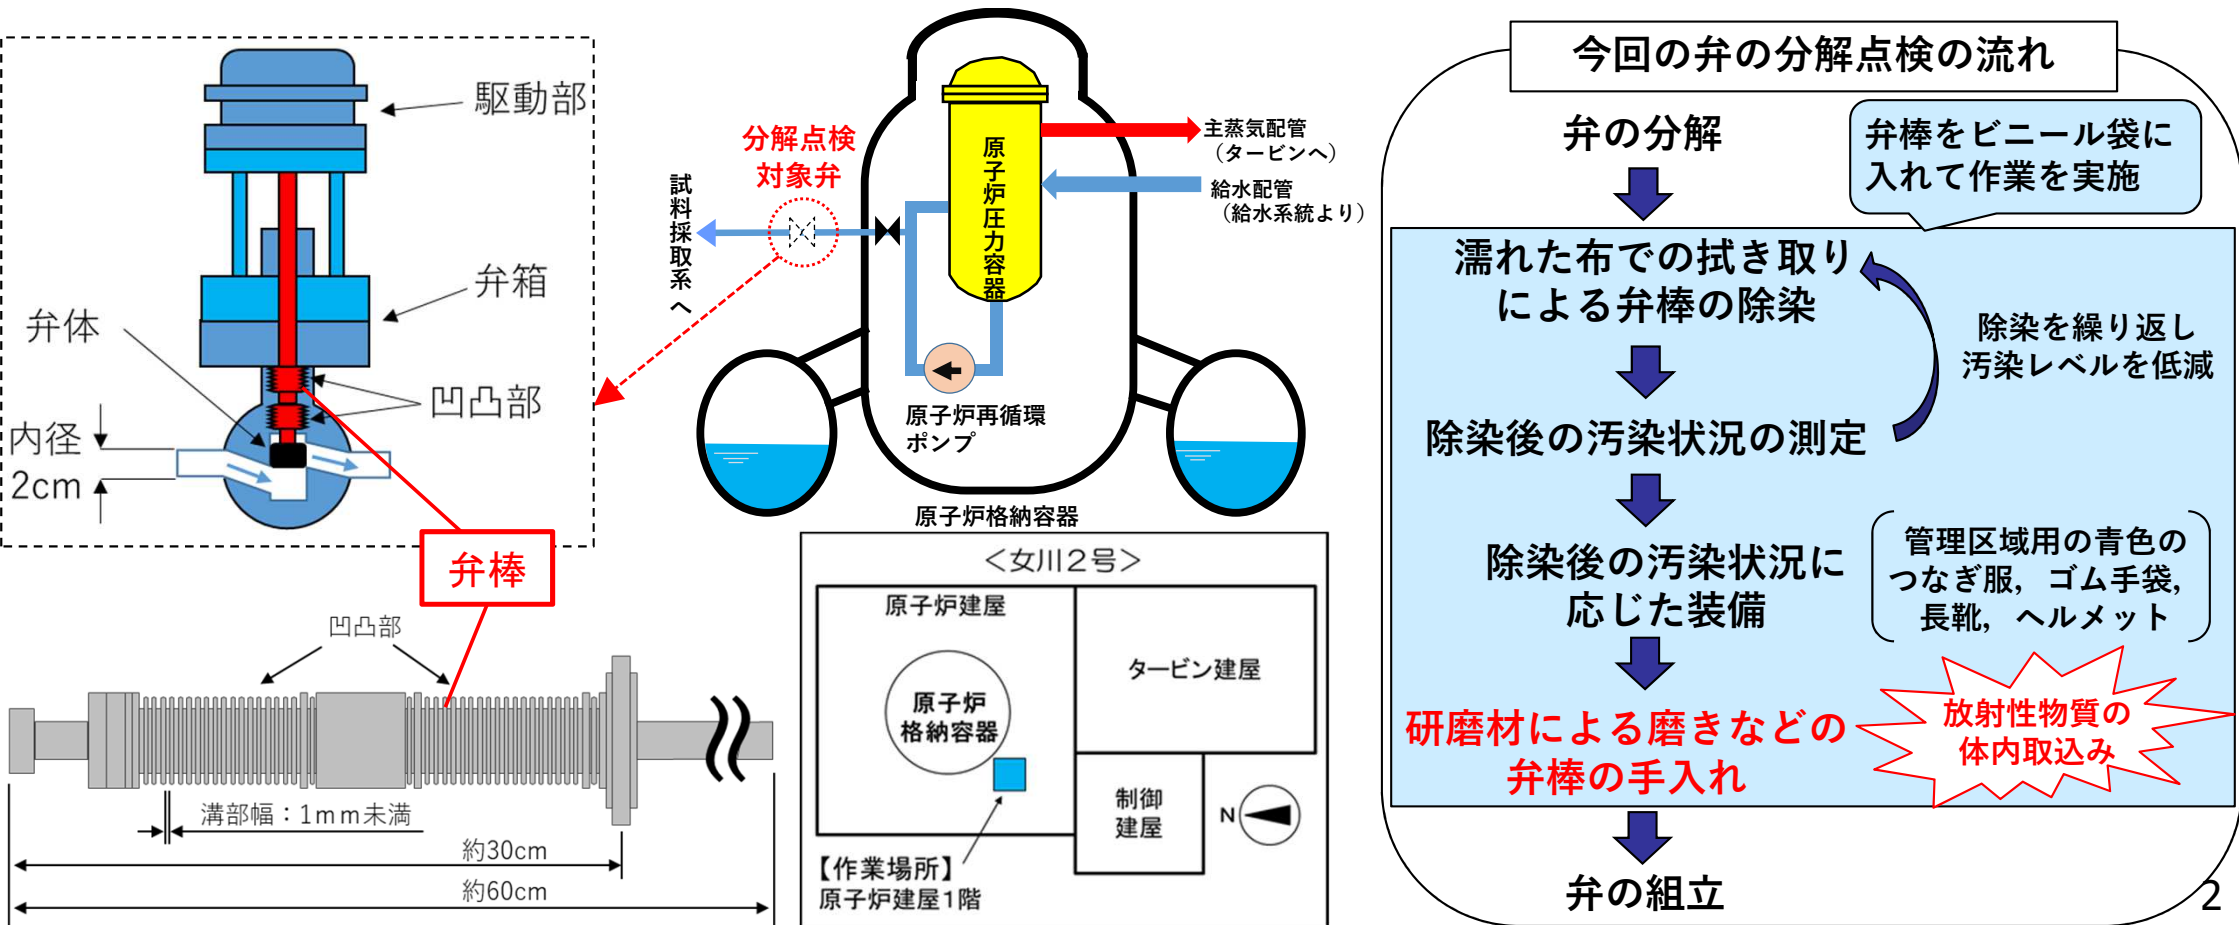 駆動部
弁箱
弁体
凹凸部
内径
2cm
弁棒
凹凸部
溝部幅：1mm未満
約30cm
約60cm
分解点検
対象弁
試料採取系へ
原子炉圧力容器
主蒸気配管
（タービンへ）
給水配管
（給水系統より）
原子炉再循環
ポンプ
原子炉格納容器
＜女川２号＞
原子炉建屋
タービン建屋
原子炉
格納容器
制御
建屋
N
【作業場所】
原子炉建屋1階
今回の弁の分解点検の流れ
弁の分解
弁棒をビニール袋に
入れて作業を実施
濡れた布での拭き取り
による弁棒の除染
除染を繰り返し
汚染レベルを低減
除染後の汚染状況の測定
除染後の汚染状況に
応じた装備
管理区域用の青色の
つなぎ服，ゴム手袋，
長靴，ヘルメット
研磨材による磨きなどの
弁棒の手入れ
放射性物質の
体内取込み
弁の組立
2